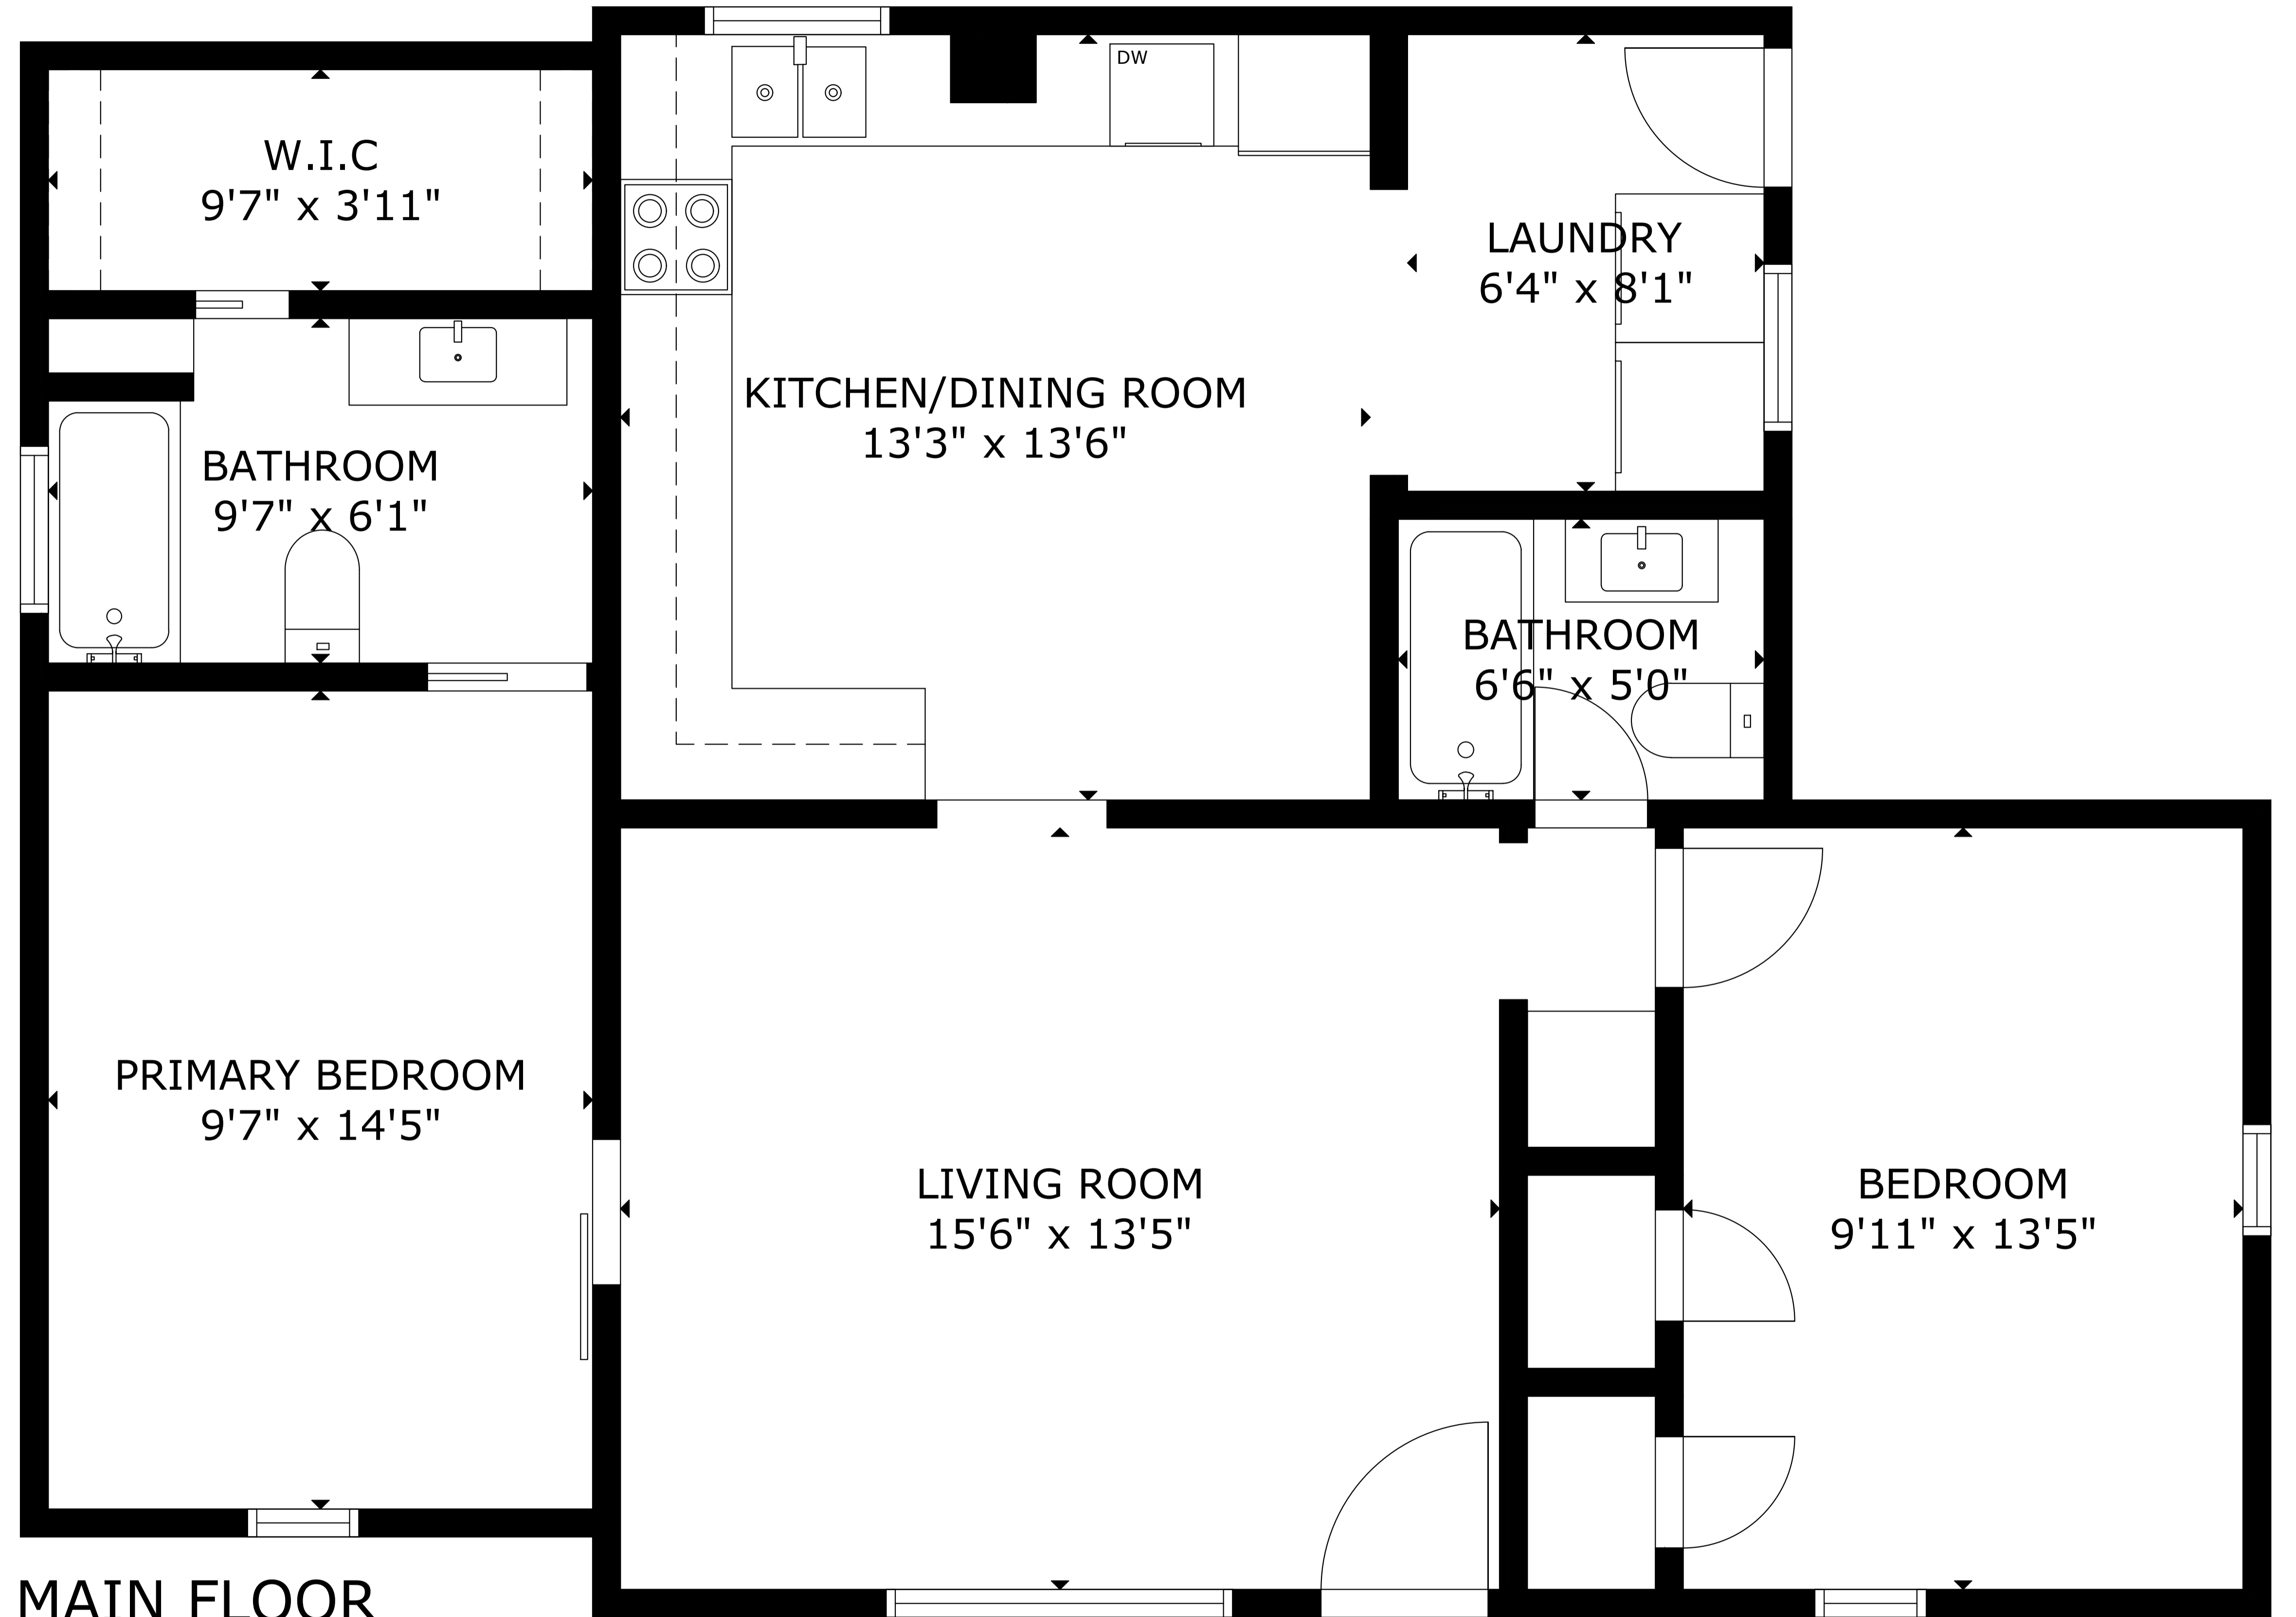 DW
W.I.C
9'7" x 3'11"
LAUNDRY
6'4" x 8'1"
KITCHEN/DINING ROOM
13'3" x 13'6"
BATHROOM
9'7" x 6'1"
BATHROOM
6'6" x 5'0"
PRIMARY BEDROOM
9'7" x 14'5"
LIVING ROOM
15'6" x 13'5"
BEDROOM
9'11" x 13'5"
MAIN FLOOR